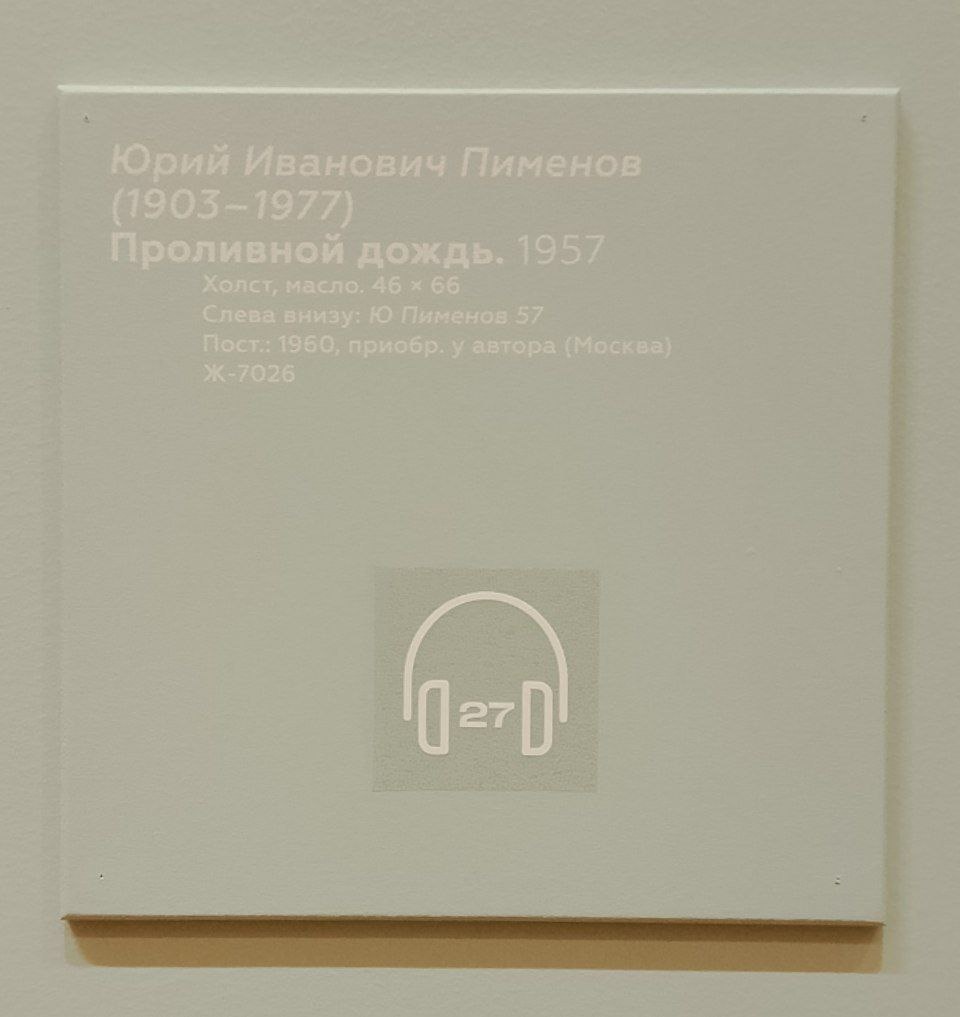 Юрий Иванович Пименов
(1903–1977)
Проливной дождь. 1957
Холст, масло. 46 × 66
Слева внизу: Ю Пименов 57
Пост.: 1960, приобр. у автора (Москва)
Ж-7026
27